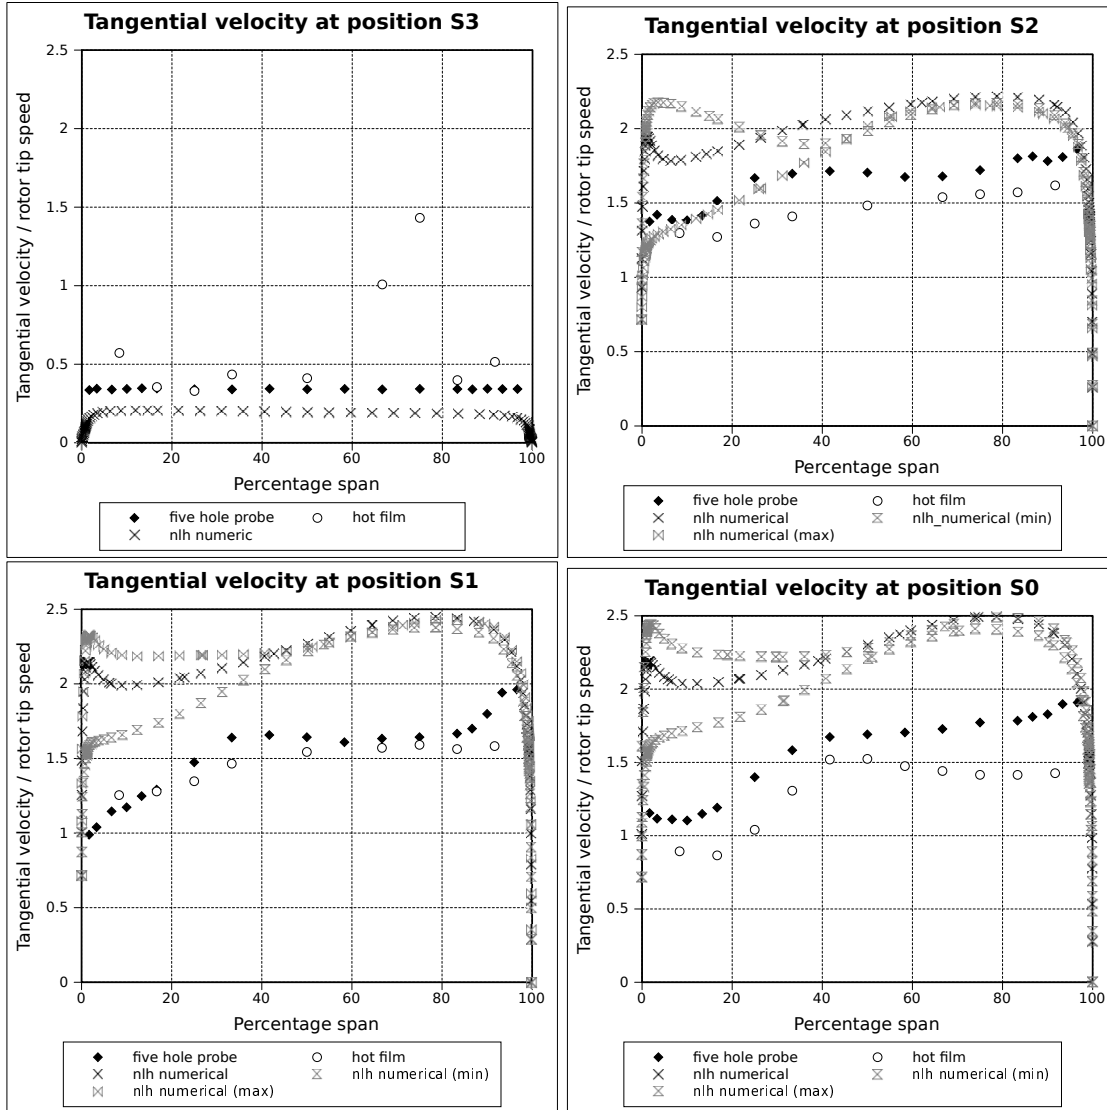 Tangential velocity at position S3
Tangential velocity / rotor tip speed
2.5
2
1.5
1
0.5
0
0 20 40 60 80 100
Percentage span
five hole probe hot film
nlh numeric
Tangential velocity at position S2
Tangential velocity / rotor tip speed
2.5
2
1.5
1
0.5
0
0 20 40 60 80 100
Percentage span
five hole probe hot film
nlh numerical nlh_numerical (min)
nlh numerical (max)
Tangential velocity at position S1
Tangential velocity / rotor tip speed
2.5
2
1.5
1
0.5
0
0 20 40 60 80 100
Percentage span
five hole probe hot film
nlh numerical nlh numerical (min)
nlh numerical (max)
Tangential velocity at position S0
Tangential velocity / rotor tip speed
2.5
2
1.5
1
0.5
0
0 20 40 60 80 100
Percentage span
five hole probe hot film
nlh numerical nlh numerical (min)
nlh numerical (max)